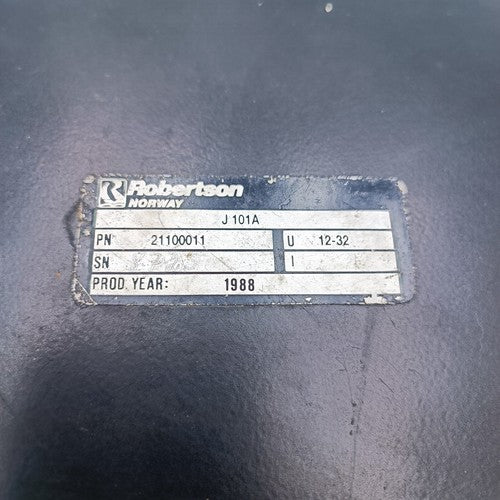 Robertson
NORWAY
J 101A
PN 21100011 U 12-32
SN I
PROD. YEAR: 1988